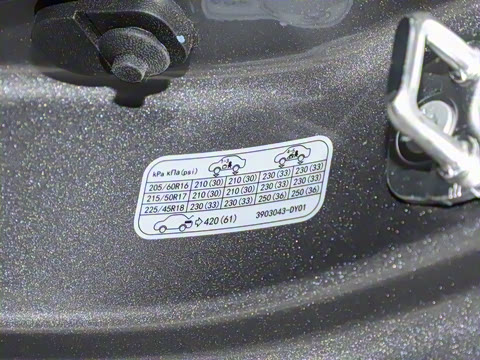 kPa кПа(psi)
205/60R16 210(30) 210(30) 230(33) 230(33)
215/50R17 210(30) 210(30) 230(33) 230(33)
225/45R18 230(33) 230(33) 250(36) 250(36)
420(61) 3903043-DY01